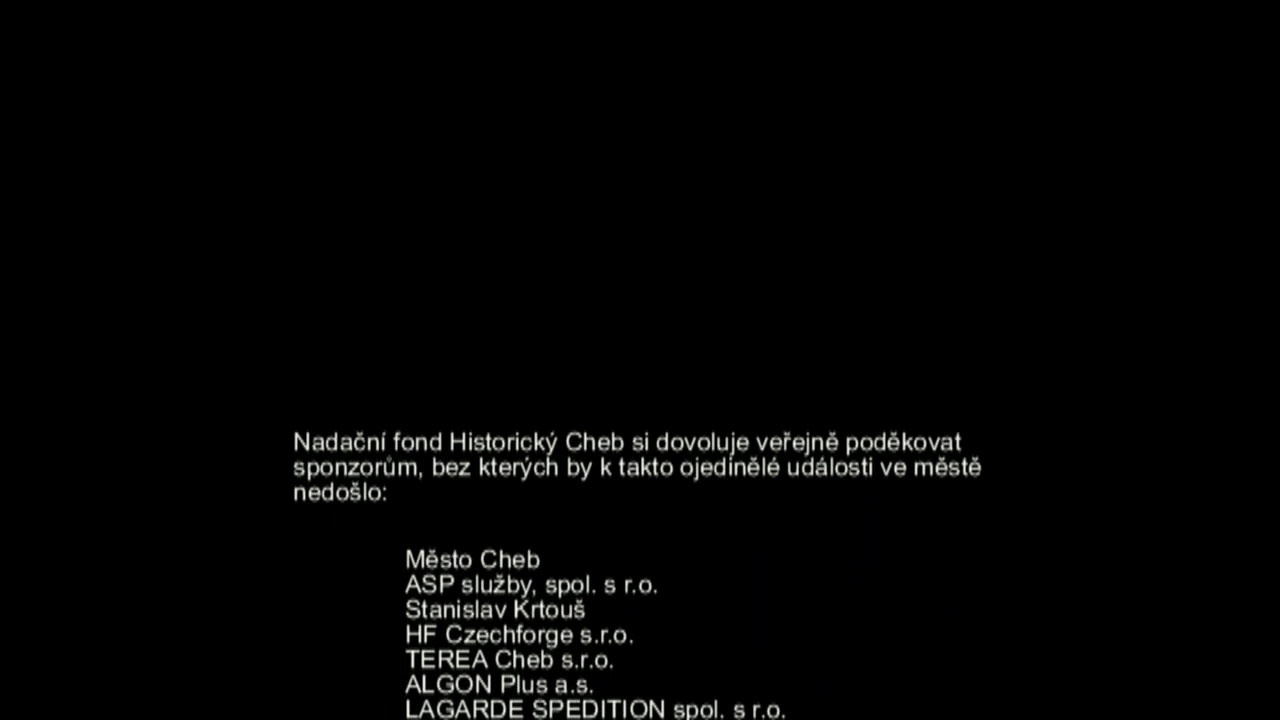 Nadační fond Historický Cheb si dovoluje veřejně poděkovat
sponzorům, bez kterých by k takto ojedinělé události ve městě
nedošlo:
Město Cheb
ASP služby, spol. s r.o.
Stanislav Krtouš
HF Czechforge s.r.o.
TEREA Cheb s.r.o.
ALGON Plus a.s.
LAGARDE SPEDITION spol. s r.o.